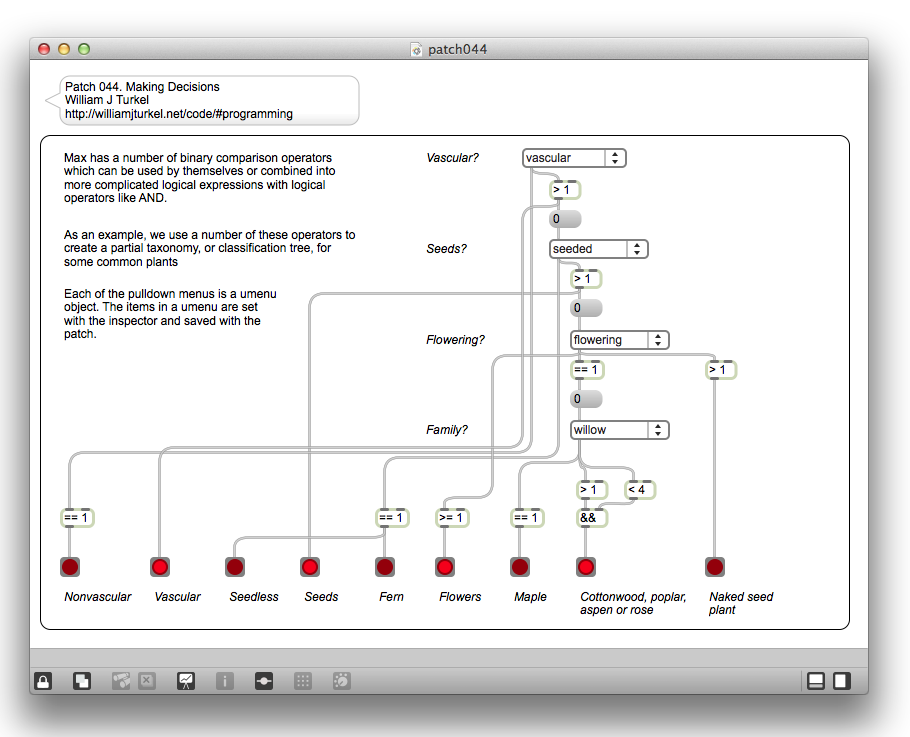 patch044
Patch 044. Making Decisions
William J Turkel
http://williamjturkel.net/code/#programming
Max has a number of binary comparison operators
which can be used by themselves or combined into
more complicated logical expressions with logical
operators like AND.
As an example, we use a number of these operators to
create a partial taxonomy, or classification tree, for
some common plants
Each of the pulldown menus is a umenu
object. The items in a umenu are set
with the inspector and saved with the
patch.
Vascular?
vascular
> 1
0
Seeds?
seeded
> 1
0
Flowering?
flowering
== 1
> 1
0
Family?
willow
> 1
< 4
== 1
== 1
>= 1
== 1
&&
Nonvascular
Vascular
Seedless
Seeds
Fern
Flowers
Maple
Cottonwood, poplar,
aspen or rose
Naked seed
plant